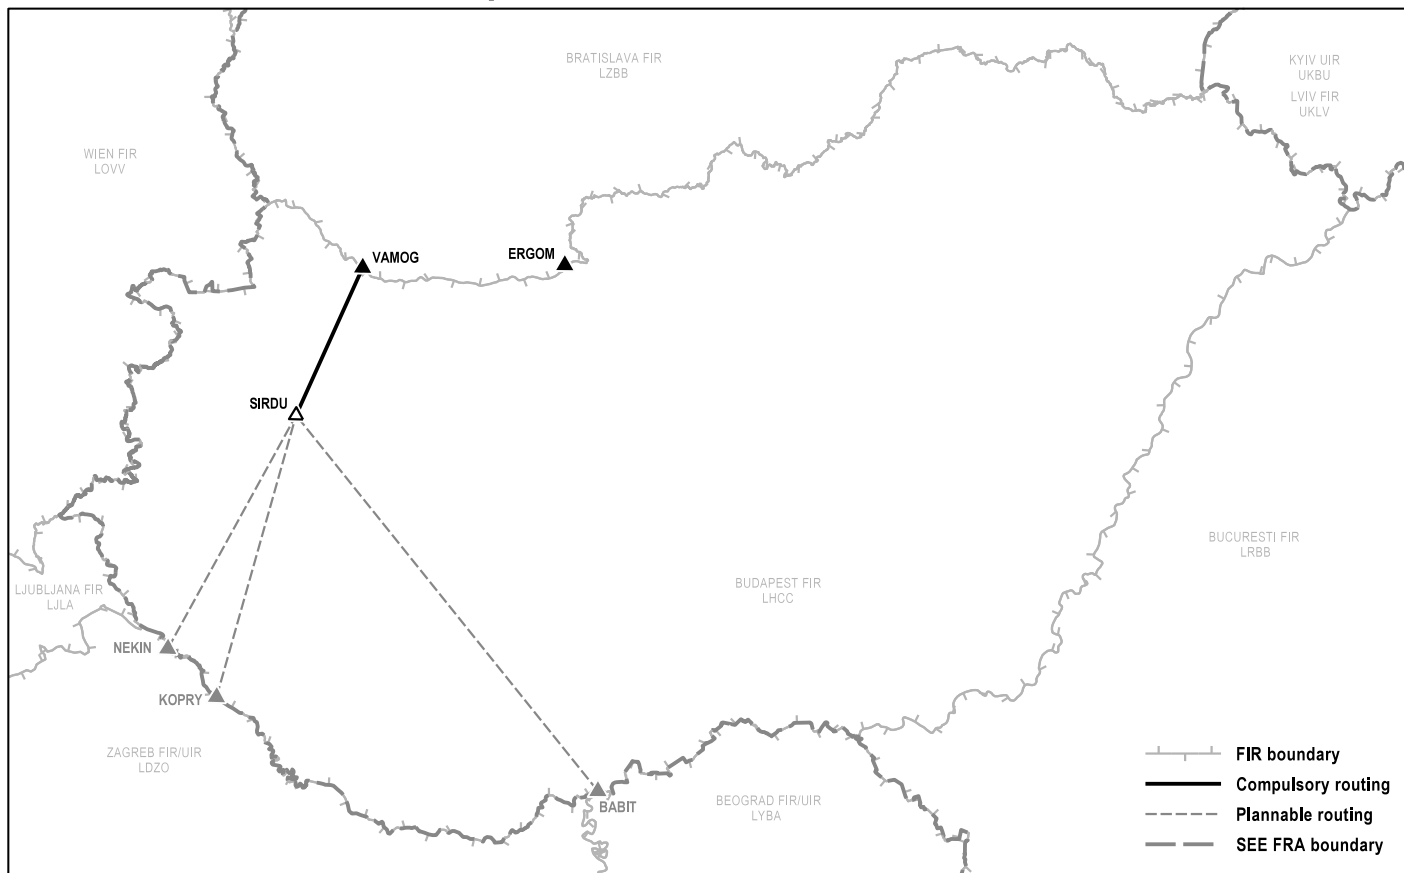 BRATISLAVA FIR
LZBB
KYIV UIR
UKBU
LVIV FIR
UKLV
WIEN FIR
LOVV
VAMOG
ERGOM
SIRDU
BUCURESTI FIR
LRBB
BUDAPEST FIR
LHCC
LJUBLJANA FIR
LJLA
NEKIN
KOPRY
ZAGREB FIR/UIR
LDZO
BABIT
BEOGRAD FIR/UIR
LYBA
FIR boundary
Compulsory routing
Plannable routing
SEE FRA boundary